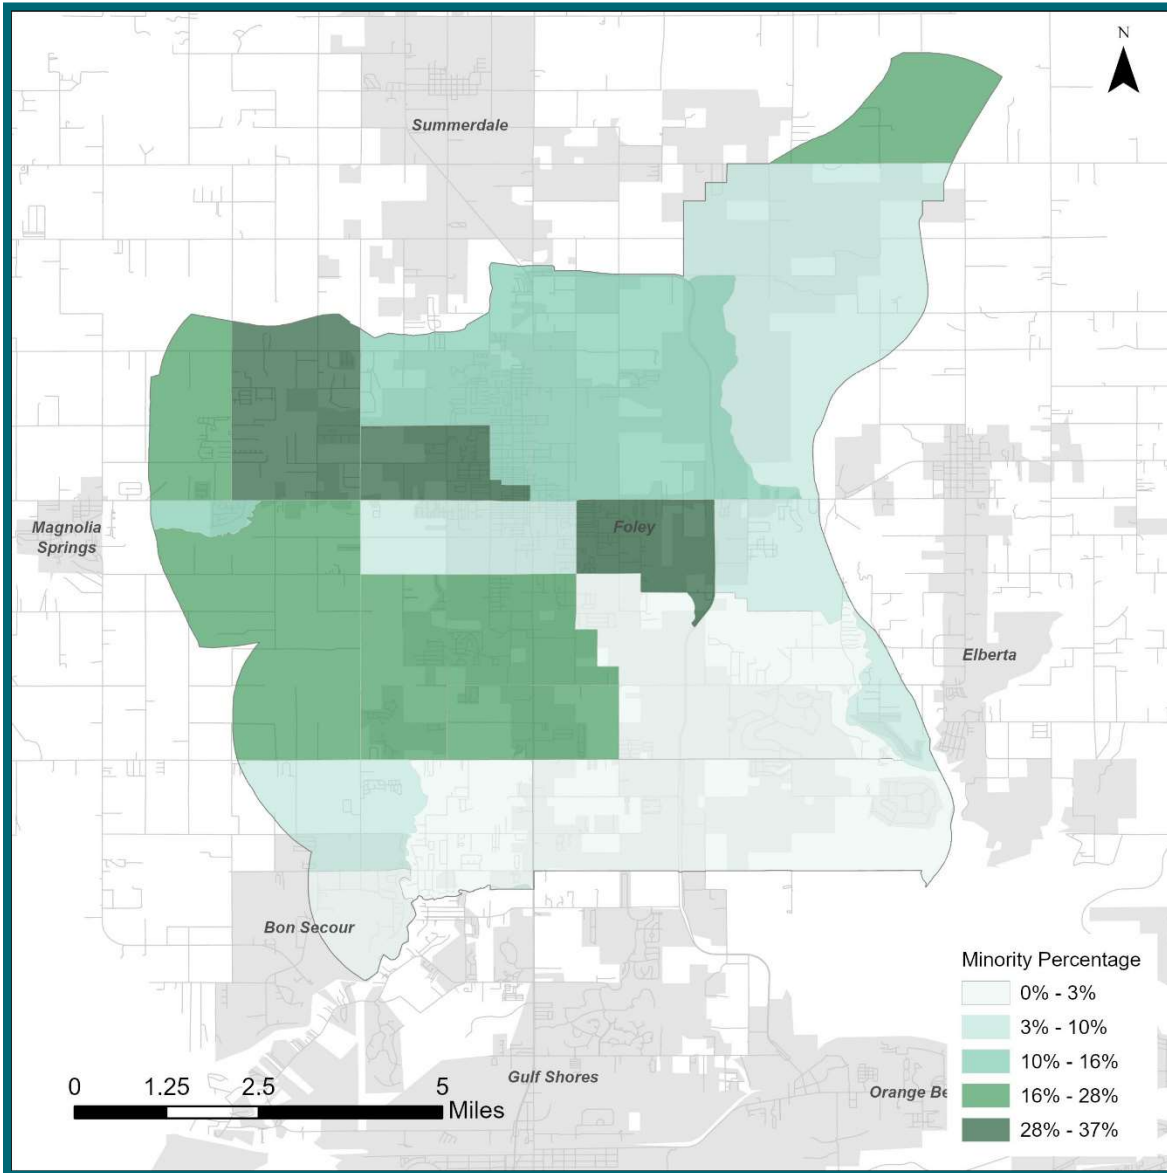 N
Summerdale
Magnolia
Springs
Foley
Elberta
Bon Secour
Gulf Shores
Orange Be
Minority Percentage
0% - 3%
3% - 10%
10% - 16%
16% - 28%
28% - 37%
0 1.25 2.5 5
Miles